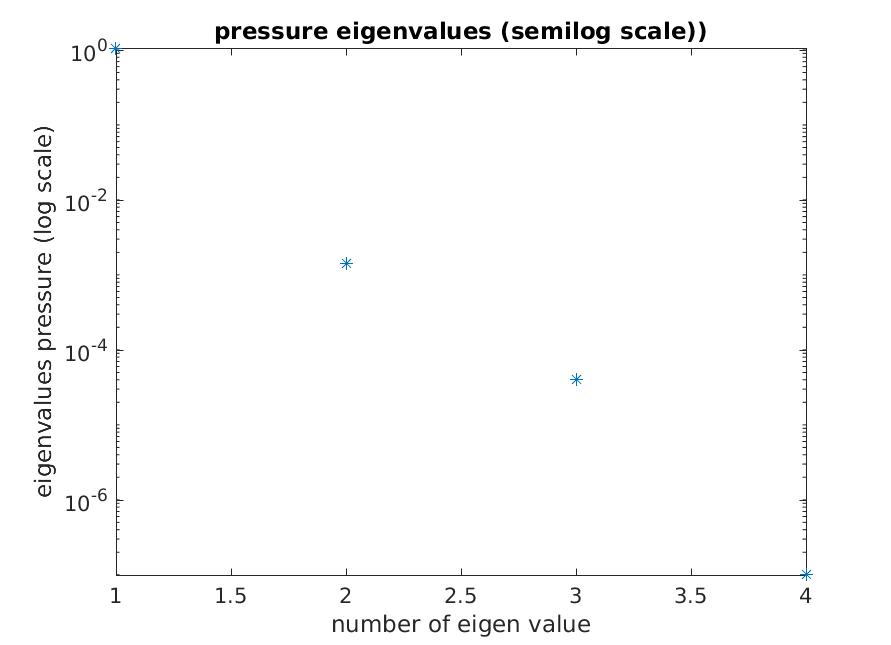 pressure eigenvalues (semilog scale))
eigenvalues pressure (log scale)
10^0
10^-2
10^-4
10^-6
1 1.5 2 2.5 3 3.5 4
number of eigen value